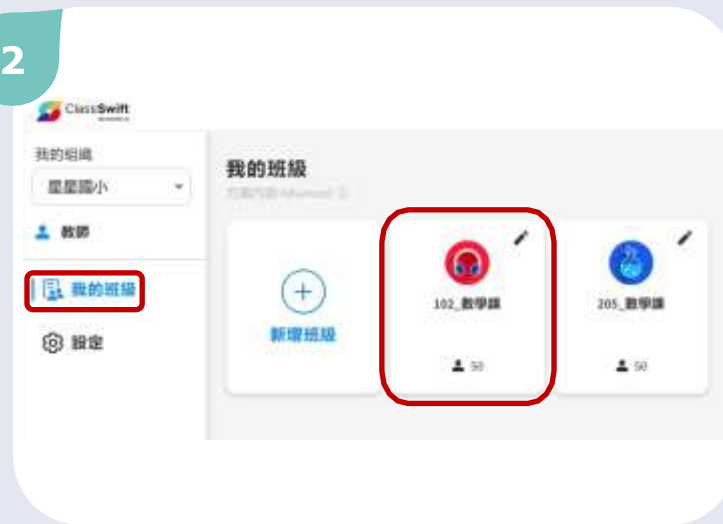 2
ClassSwift
我的組織
星星國小
教師
我的班級
設定
我的班級
新增班級
102_數學課
50
205_數學課
50